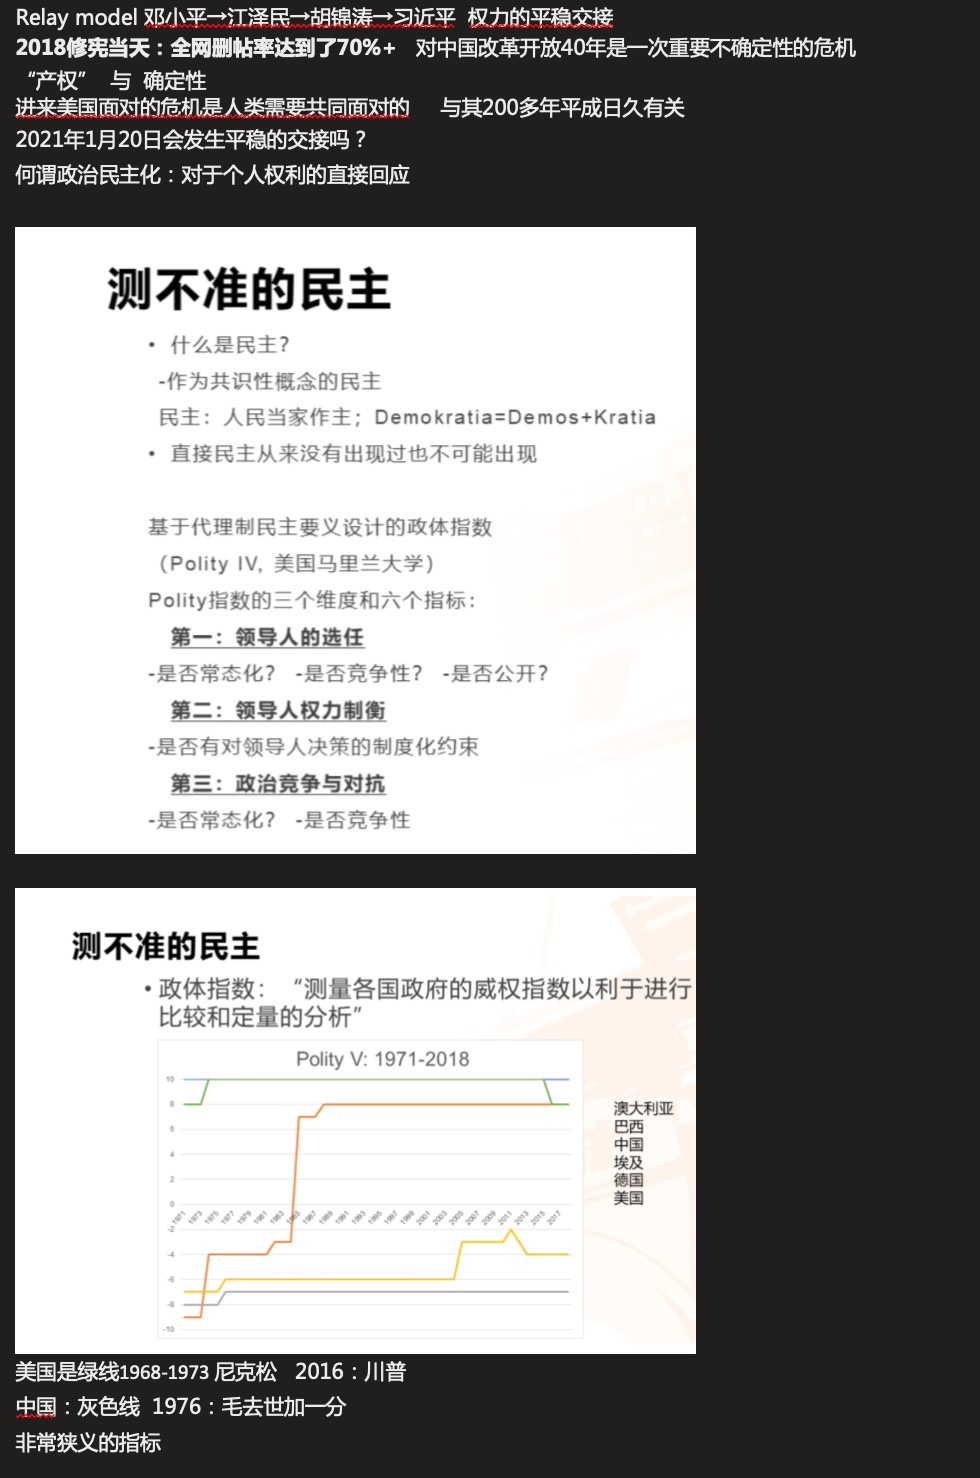 Relay model 邓小平→江泽民→胡锦涛→习近平 权力的平稳交接
2018修宪当天：全网删帖率达到了70%+ 对中国改革开放40年是一次重要不确定性的危机
“产权” 与 确定性
进来美国面对的危机是人类需要共同面对的 与其200多年平成日久有关
2021年1月20日会发生平稳的交接吗？
何谓政治民主化：对于个人权利的直接回应
测不准的民主
• 什么是民主？
-作为共识性概念的民主
民主：人民当家作主；Demokratia=Demos+Kratia
• 直接民主从来没有出现过也不可能出现
基于代理制民主要义设计的政体指数
（Polity IV, 美国马里兰大学）
Polity指数的三个维度和六个指标：
第一：领导人的选任
-是否常态化？ -是否竞争性？ -是否公开？
第二：领导人权力制衡
-是否有对领导人决策的制度化约束
第三：政治竞争与对抗
-是否常态化？ -是否竞争性
测不准的民主
• 政体指数：“测量各国政府的威权指数以利于进行
比较和定量的分析”
Polity V: 1971-2018
10
8
6
4
2
0
-2
-4
-6
-8
-10
1971 1973 1975 1977 1979 1981 1983 1985 1987 1989 1991 1993 1995 1997 1999 2001 2003 2005 2007 2009 2011 2013 2015 2017
澳大利亚
巴西
中国
埃及
德国
美国
美国是绿线1968-1973 尼克松 2016：川普
中国：灰色线 1976：毛去世加一分
非常狭义的指标